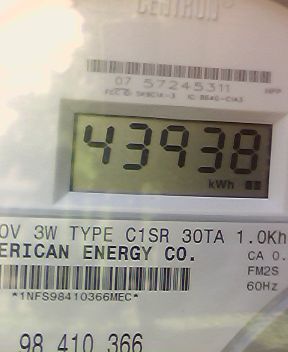 CENTRON®
07 57245311
43938
kWh
0V 3W TYPE C1SR 30TA 1.0Kh
ERICAN ENERGY CO.
CA 0.
FM2S
60Hz
*1NFS98410366MEC*
98 410 366